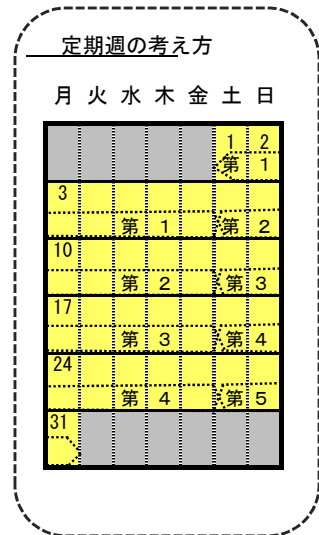 定期週の考え方
月 火 水 木 金 土 日
1 2
第 1
3
第 1 第 2
10
第 2 第 3
17
第 3 第 4
24
第 4 第 5
31